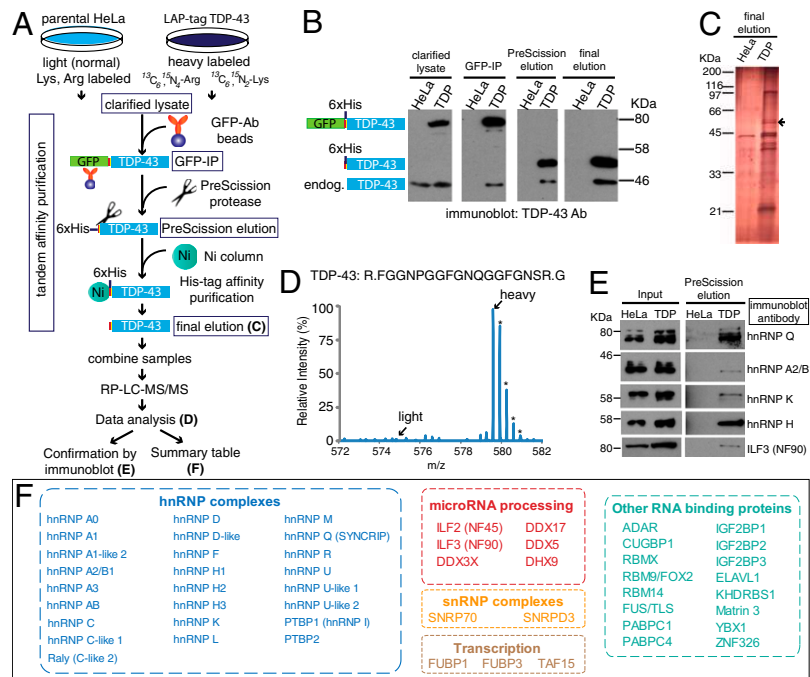 A
parental HeLa
LAP-tag TDP-43
light (normal)
Lys, Arg labeled
heavy labeled
13C6,15N4-Arg 13C6,15N2-Lys
clarified lysate
GFP-Ab
beads
GFP TDP-43 GFP-IP
PreScission
protease
6xHis TDP-43 PreScission elution
Ni Ni column
6xHis
Ni TDP-43
His-tag affinity
purification
TDP-43 final elution (C)
tandem affinity purification
combine samples
RP-LC-MS/MS
Data analysis (D)
Confirmation by
immunoblot (E)
Summary table
(F)
B
clarified
lysate
GFP-IP
PreScission
elution
final
elution
HeLa TDP HeLa TDP HeLa TDP HeLa TDP
KDa
6xHis
GFP TDP-43
80
6xHis
TDP-43
58
endog. TDP-43
46
immunoblot: TDP-43 Ab
C
final
elution
KDa
HeLa TDP
200
116
97
66
45
33
21
D
TDP-43: R.FGGNPGGFGNQGGFGNSR.G
heavy
light
* * * * *
Relative Intensity (%)
100
75
50
25
0
572 574 576 578 580 582
m/z
E
Input
PreScission
elution
immunoblot
antibody
KDa
HeLa TDP HeLa TDP
80
hnRNP Q
46
hnRNP A2/B
58
hnRNP K
58
hnRNP H
80
ILF3 (NF90)
F
hnRNP complexes
hnRNP A0 hnRNP D hnRNP M
hnRNP A1 hnRNP D-like hnRNP Q (SYNCRIP)
hnRNP A1-like 2 hnRNP F hnRNP R
hnRNP A2/B1 hnRNP H1 hnRNP U
hnRNP A3 hnRNP H2 hnRNP U-like 1
hnRNP AB hnRNP H3 hnRNP U-like 2
hnRNP C hnRNP K PTBP1 (hnRNP I)
hnRNP C-like 1 hnRNP L PTBP2
Raly (C-like 2)
microRNA processing
ILF2 (NF45) DDX17
ILF3 (NF90) DDX5
DDX3X DHX9
snRNP complexes
SNRP70 SNRPD3
Transcription
FUBP1 FUBP3 TAF15
Other RNA binding proteins
ADAR IGF2BP1
CUGBP1 IGF2BP2
RBMX IGF2BP3
RBM9/FOX2 ELAVL1
RBM14 KHDRBS1
FUS/TLS Matrin 3
PABPC1 YBX1
PABPC4 ZNF326